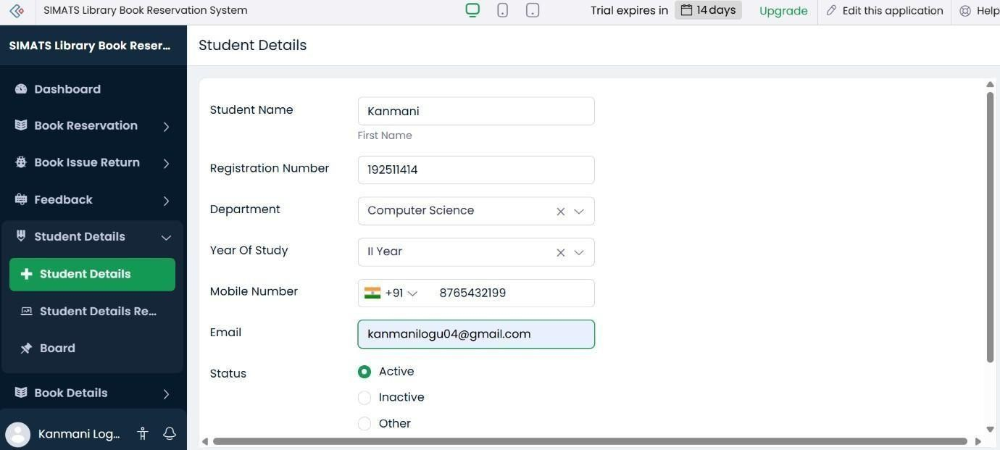 SIMATS Library Book Reservation System
Trial expires in 14 days Upgrade Edit this application Help
SIMATS Library Book Reser...
Student Details
Dashboard
Book Reservation
Book Issue Return
Feedback
Student Details
Student Details
Student Details Re...
Board
Book Details
Kanmani Log...
Student Name Kanmani
First Name
Registration Number 192511414
Department Computer Science
Year Of Study II Year
Mobile Number +91 8765432199
Email kanmanilogu04@gmail.com
Status Active
Inactive
Other